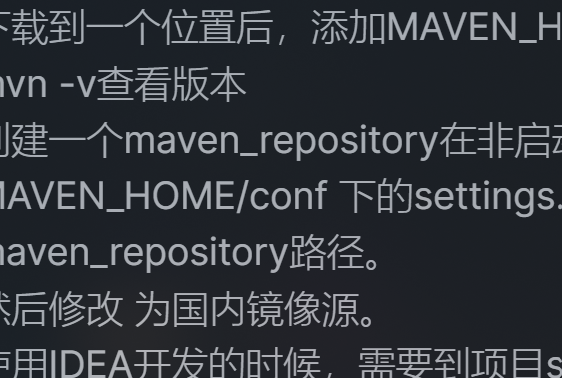 下载到一个位置后，添加MAVEN_H
mvn -v查看版本
创建一个maven_repository在非启动
MAVEN_HOME/conf 下的settings.
maven_repository路径。
然后修改 为国内镜像源。
使用IDEA开发的时候，需要到项目s